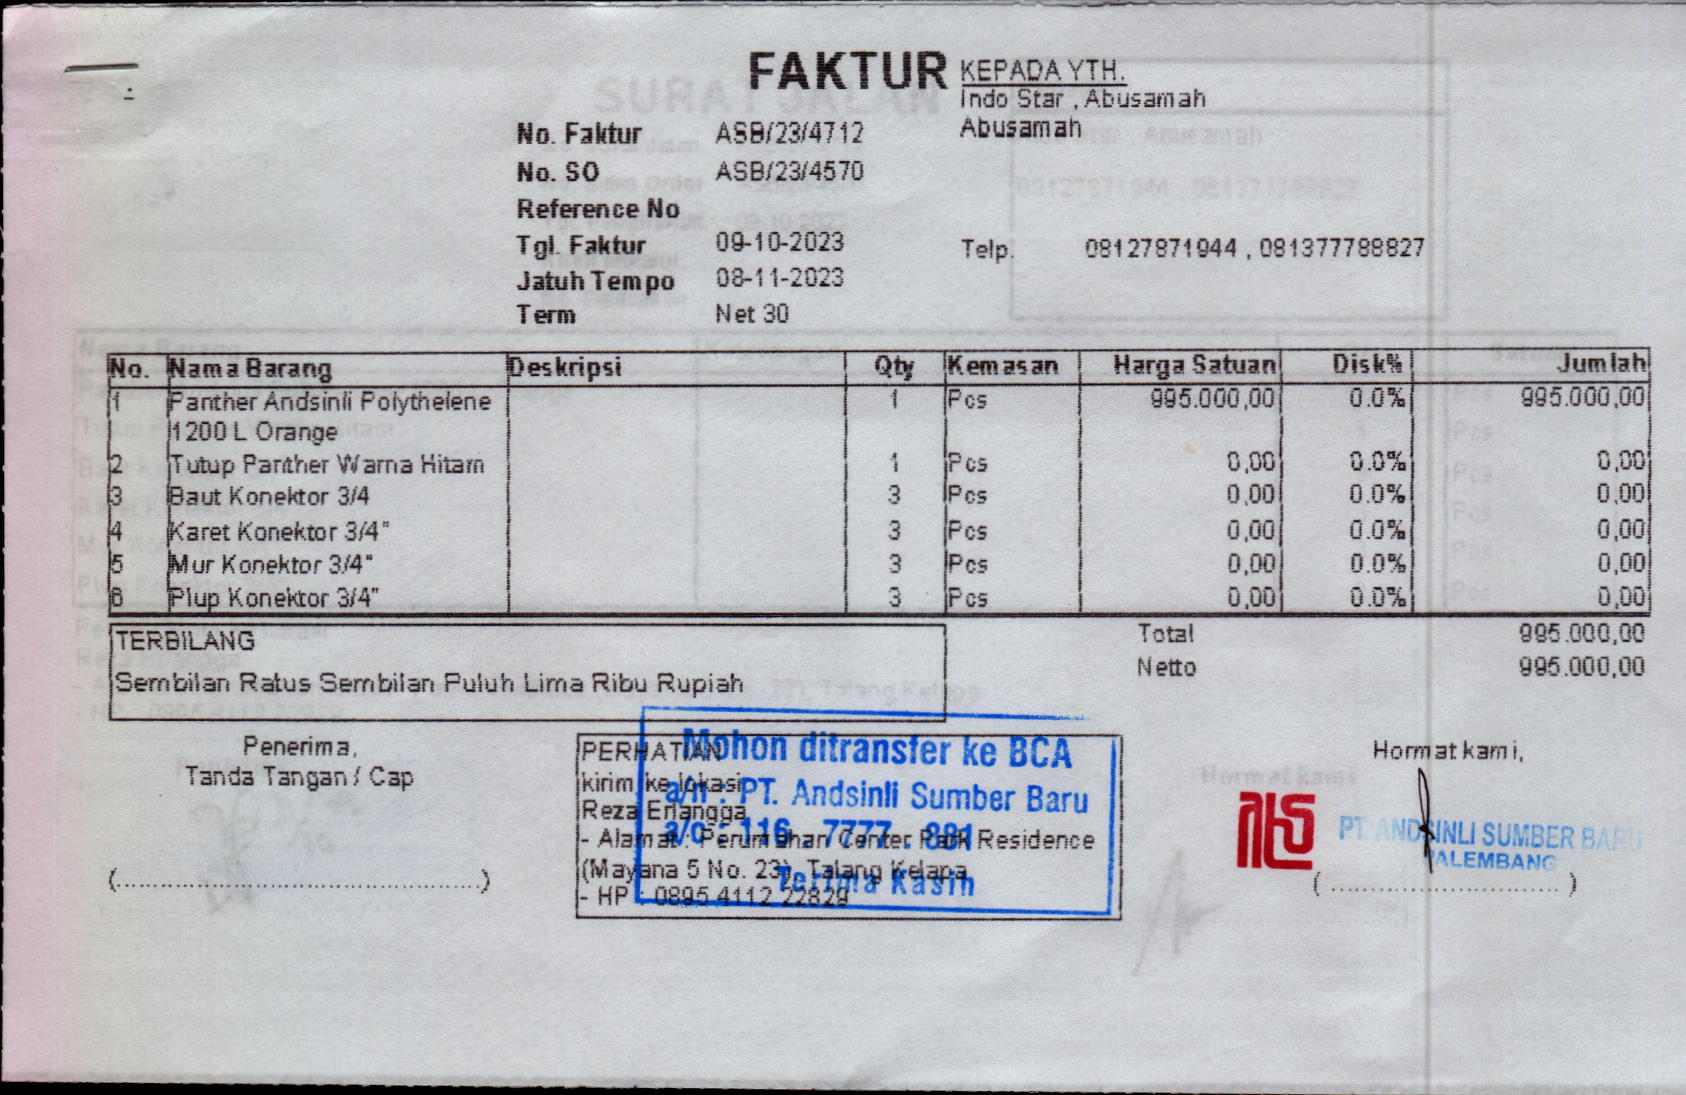 FAKTUR
KEPADA YTH.
Indo Star , Abusamah
Abusamah
No. Faktur ASB/23/4712
No. SO ASB/23/4570
Reference No
Tgl. Faktur 09-10-2023
Telp. 08127871944 , 081377788827
Jatuh Tempo 08-11-2023
Term Net 30
No. Nama Barang Deskripsi Qty Kemasan Harga Satuan Disk% Jumlah
1 Panther Andsinli Polythelene 1 Pcs 995.000,00 0.0% 995.000,00
1200 L Orange
2 Tutup Panther Warna Hitam 1 Pcs 0,00 0.0% 0,00
3 Baut Konektor 3/4 3 Pcs 0,00 0.0% 0,00
4 Karet Konektor 3/4" 3 Pcs 0,00 0.0% 0,00
5 Mur Konektor 3/4" 3 Pcs 0,00 0.0% 0,00
6 Plup Konektor 3/4" 3 Pcs 0,00 0.0% 0,00
Total 995.000,00
Netto 995.000,00
TERBILANG
Sembilan Ratus Sembilan Puluh Lima Ribu Rupiah
Penerima,
Tanda Tangan / Cap
(...............................................)
PERHATIAN
kirim ke lokasi
Reza Erlangga
- Alamat : Perumahan Center Park Residence
(Mayana 5 No. 23), Talang Kelapa
- HP : 0895 4112 22829
Mohon ditransfer ke BCA
a/n : PT. Andsinli Sumber Baru
a/c : 116 7777 881
Terima Kasih
Hormat kami,
PT ANDSINLI SUMBER BARU
PALEMBANG
( ............................. )